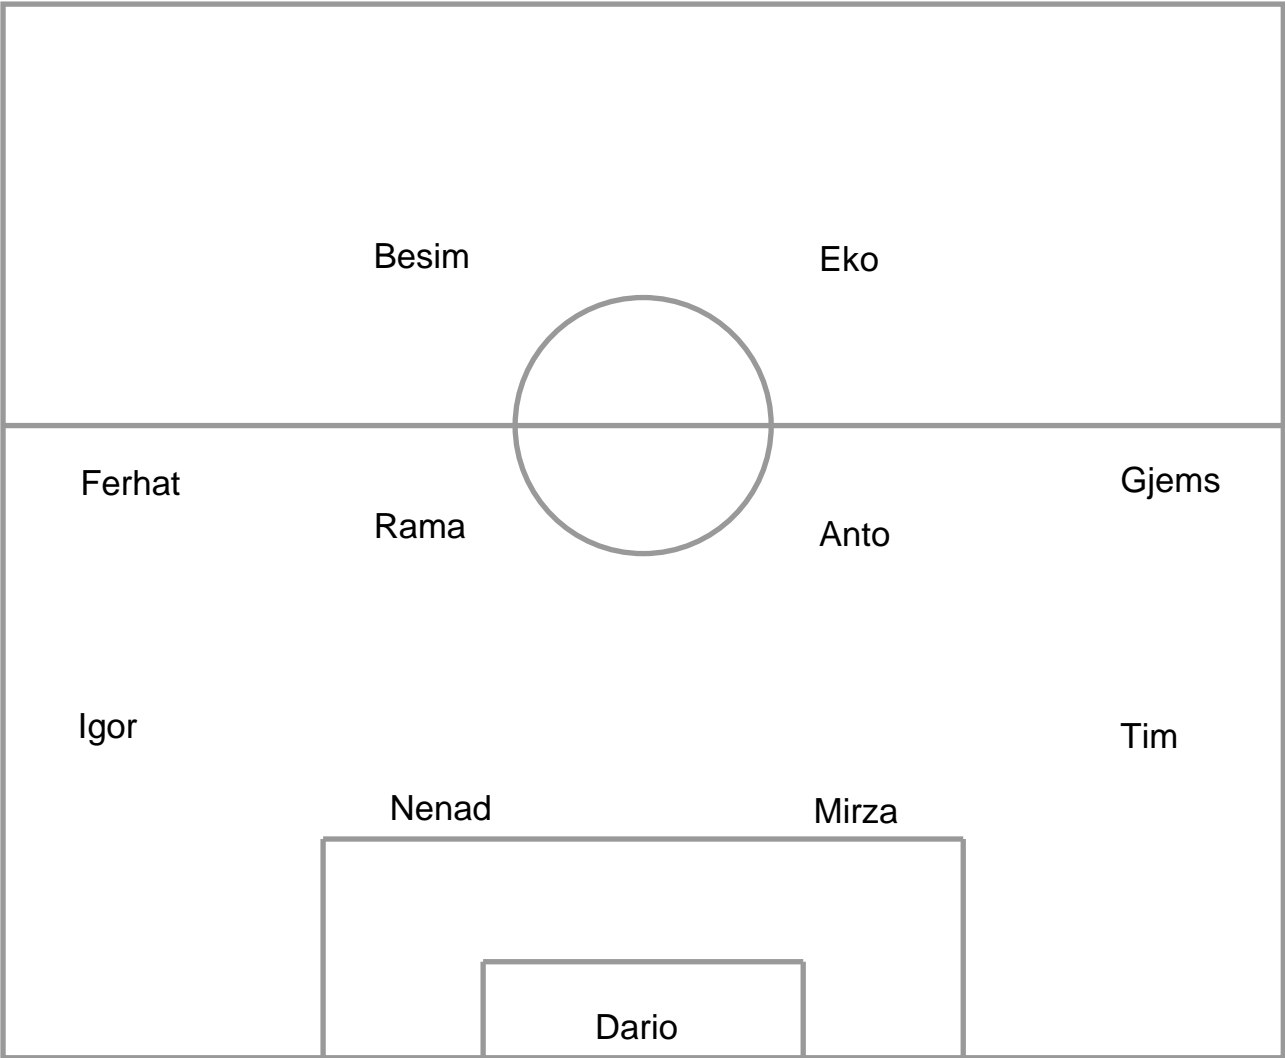 Besim
Eko
Ferhat
Gjems
Rama
Anto
Igor
Tim
Nenad
Mirza
Dario